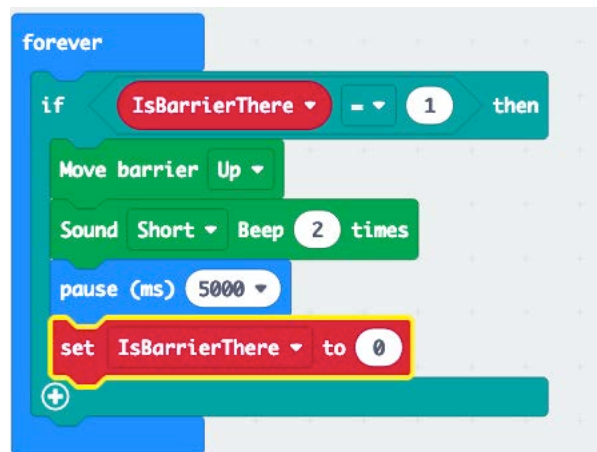 forever
if IsBarrierThere = 1 then
Move barrier Up
Sound Short Beep 2 times
pause (ms) 5000
set IsBarrierThere to 0